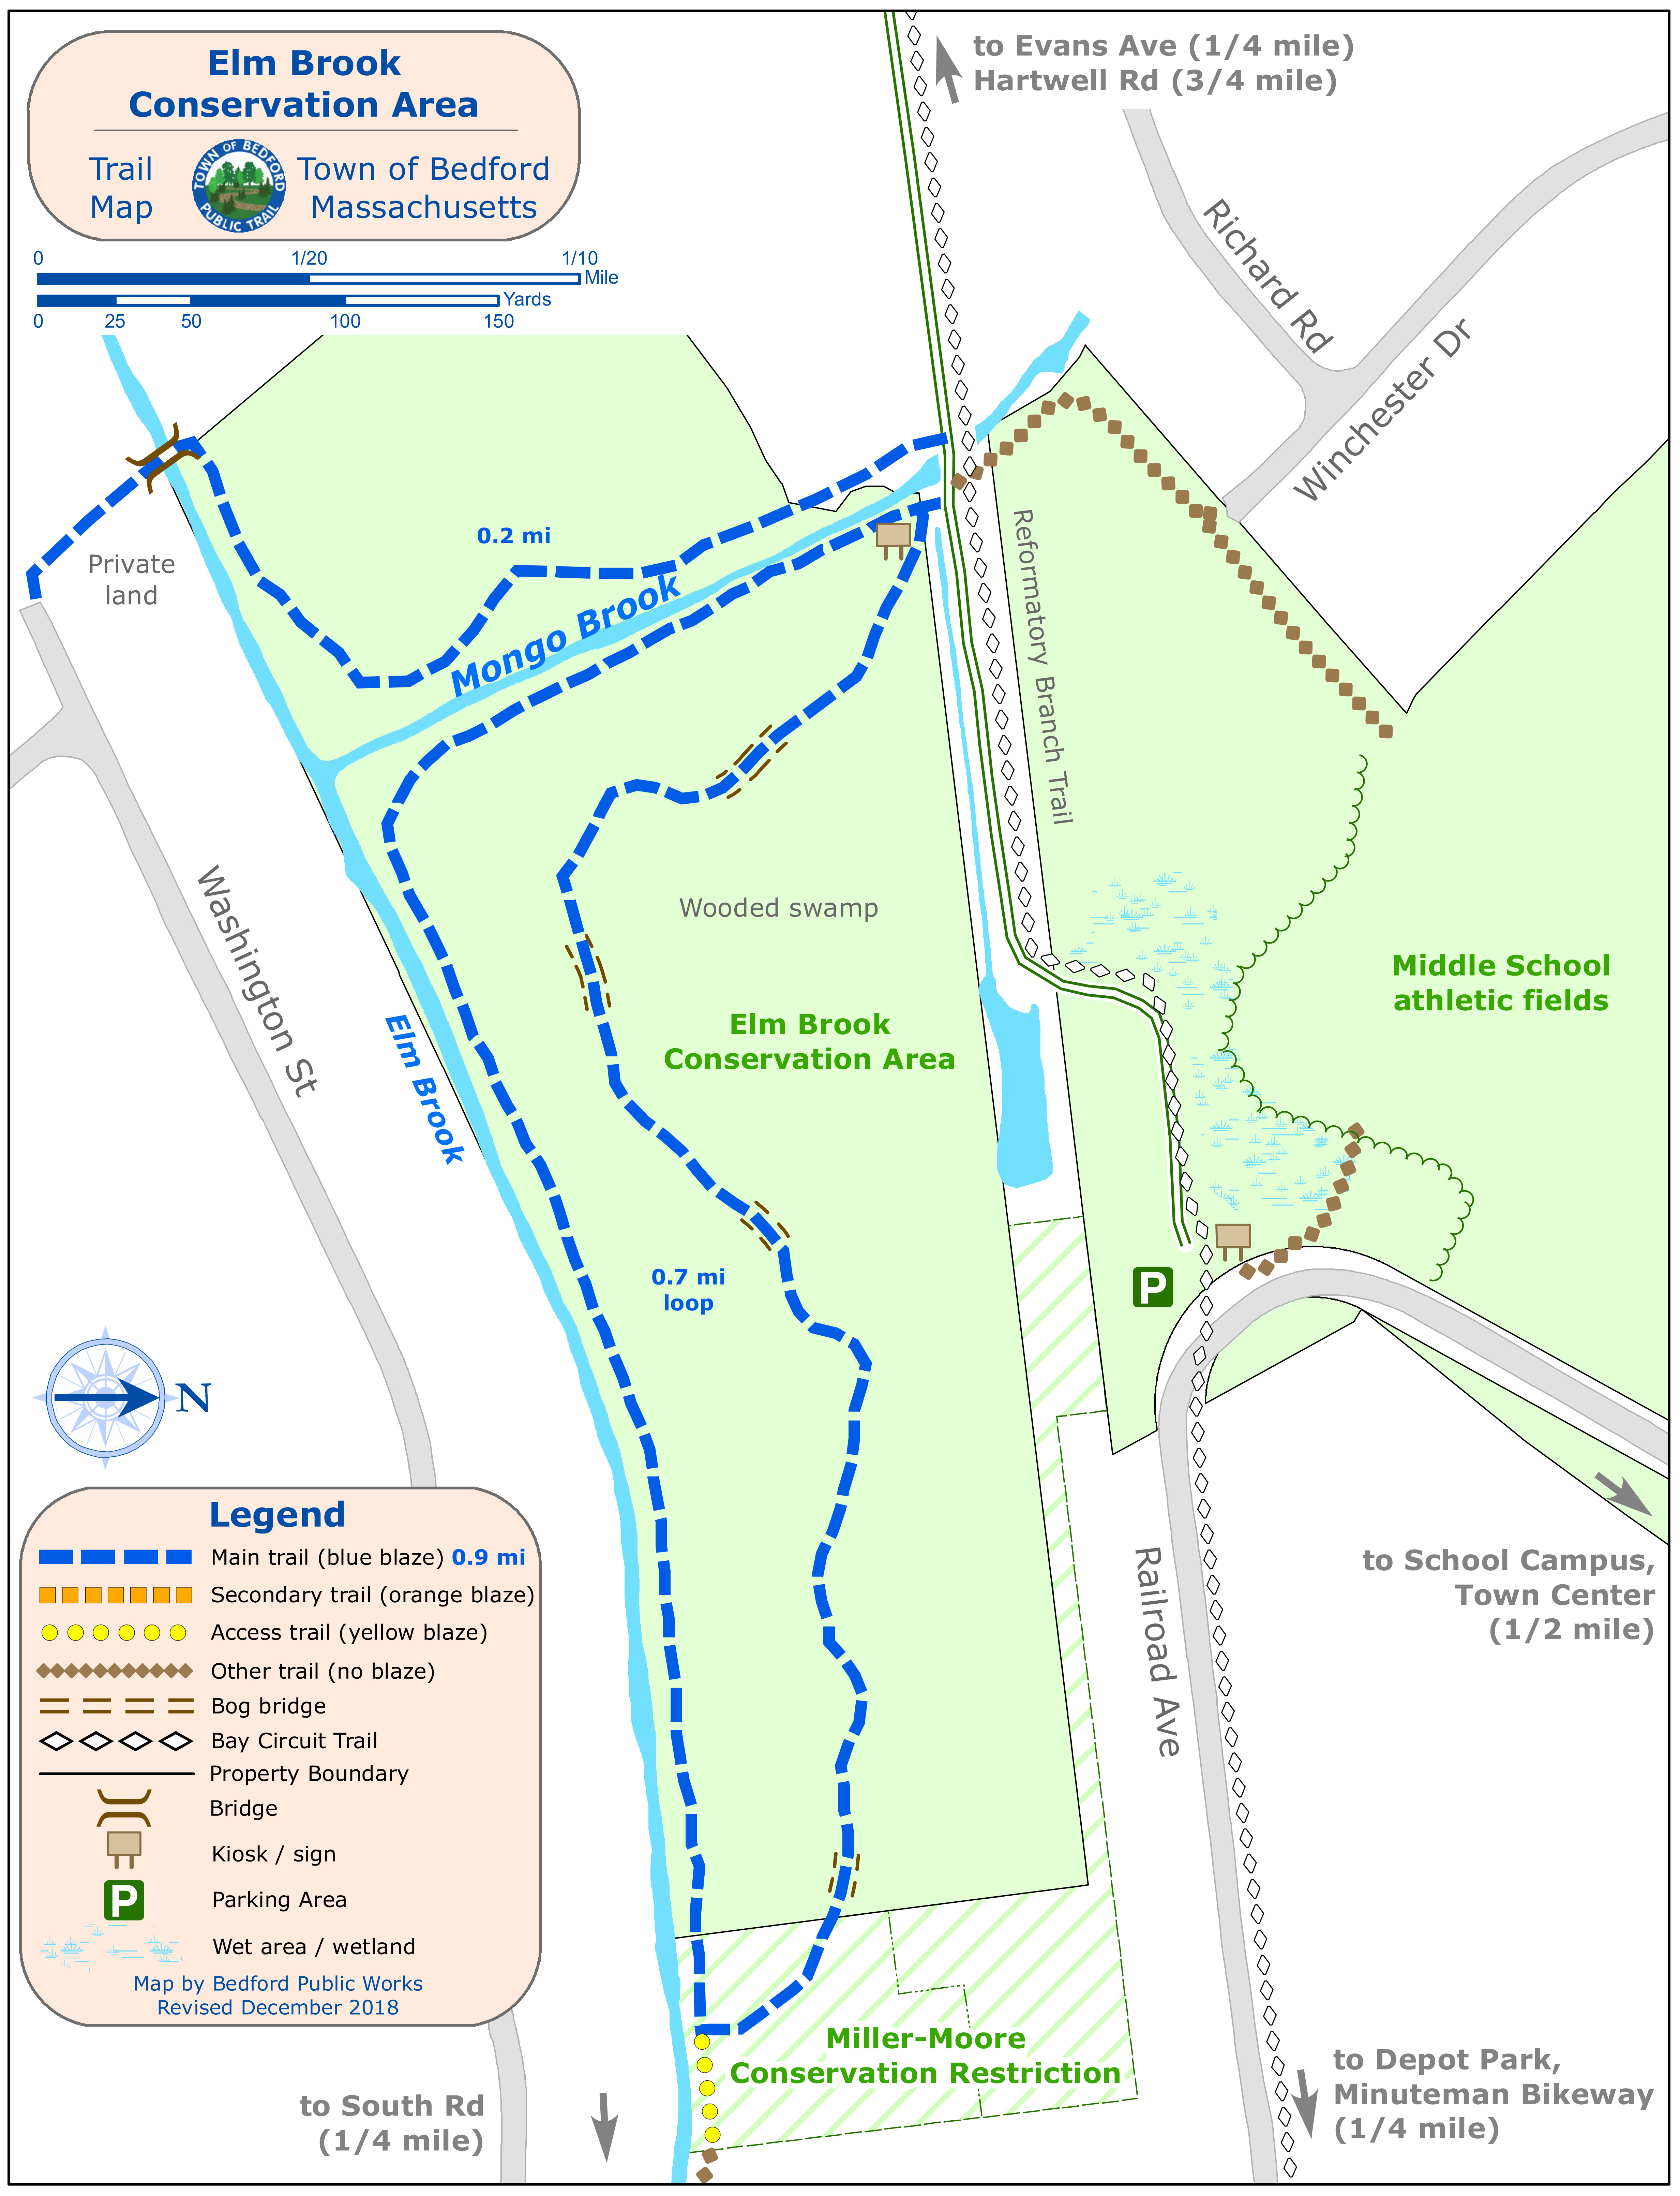 Elm Brook
Conservation Area
Trail
Map
TOWN OF BEDFORD
PUBLIC TRAIL
Town of Bedford
Massachusetts
0 1/20 1/10
Mile
Yards
0 25 50 100 150
to Evans Ave (1/4 mile)
Hartwell Rd (3/4 mile)
Richard Rd
Winchester Dr
Private
land
0.2 mi
Mongo Brook
Reformatory Branch Trail
Washington St
Wooded swamp
Elm Brook
Elm Brook
Conservation Area
Middle School
athletic fields
0.7 mi
loop
P
N
Railroad Ave
to School Campus,
Town Center
(1/2 mile)
Legend
Main trail (blue blaze) 0.9 mi
Secondary trail (orange blaze)
Access trail (yellow blaze)
Other trail (no blaze)
Bog bridge
Bay Circuit Trail
Property Boundary
Bridge
Kiosk / sign
P Parking Area
Wet area / wetland
Map by Bedford Public Works
Revised December 2018
Miller-Moore
Conservation Restriction
to South Rd
(1/4 mile)
to Depot Park,
Minuteman Bikeway
(1/4 mile)